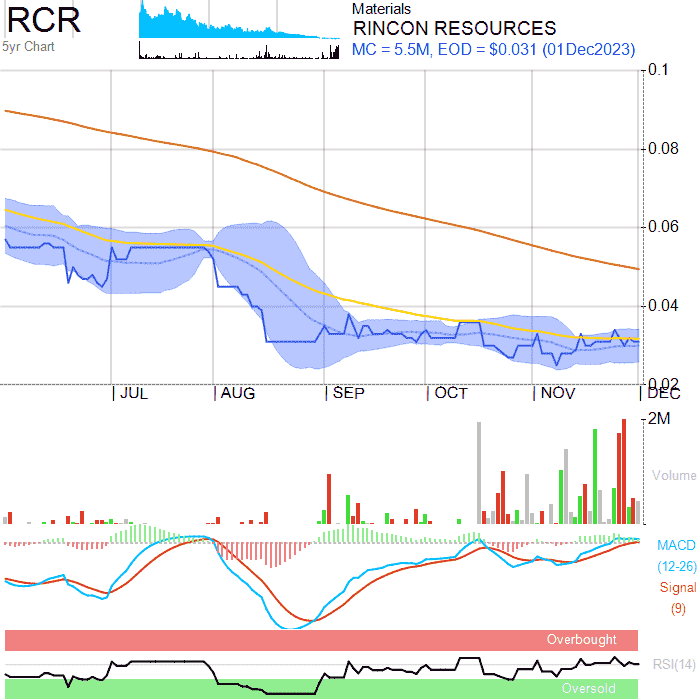 RCR
5yr Chart
Materials
RINCON RESOURCES
MC = 5.5M, EOD = $0.031 (01Dec2023)
0.1
0.08
0.06
0.04
0.02
JUL
AUG
SEP
OCT
NOV
DEC
2M
Volume
MACD
(12-26)
Signal
(9)
Overbought
RSI(14)
Oversold